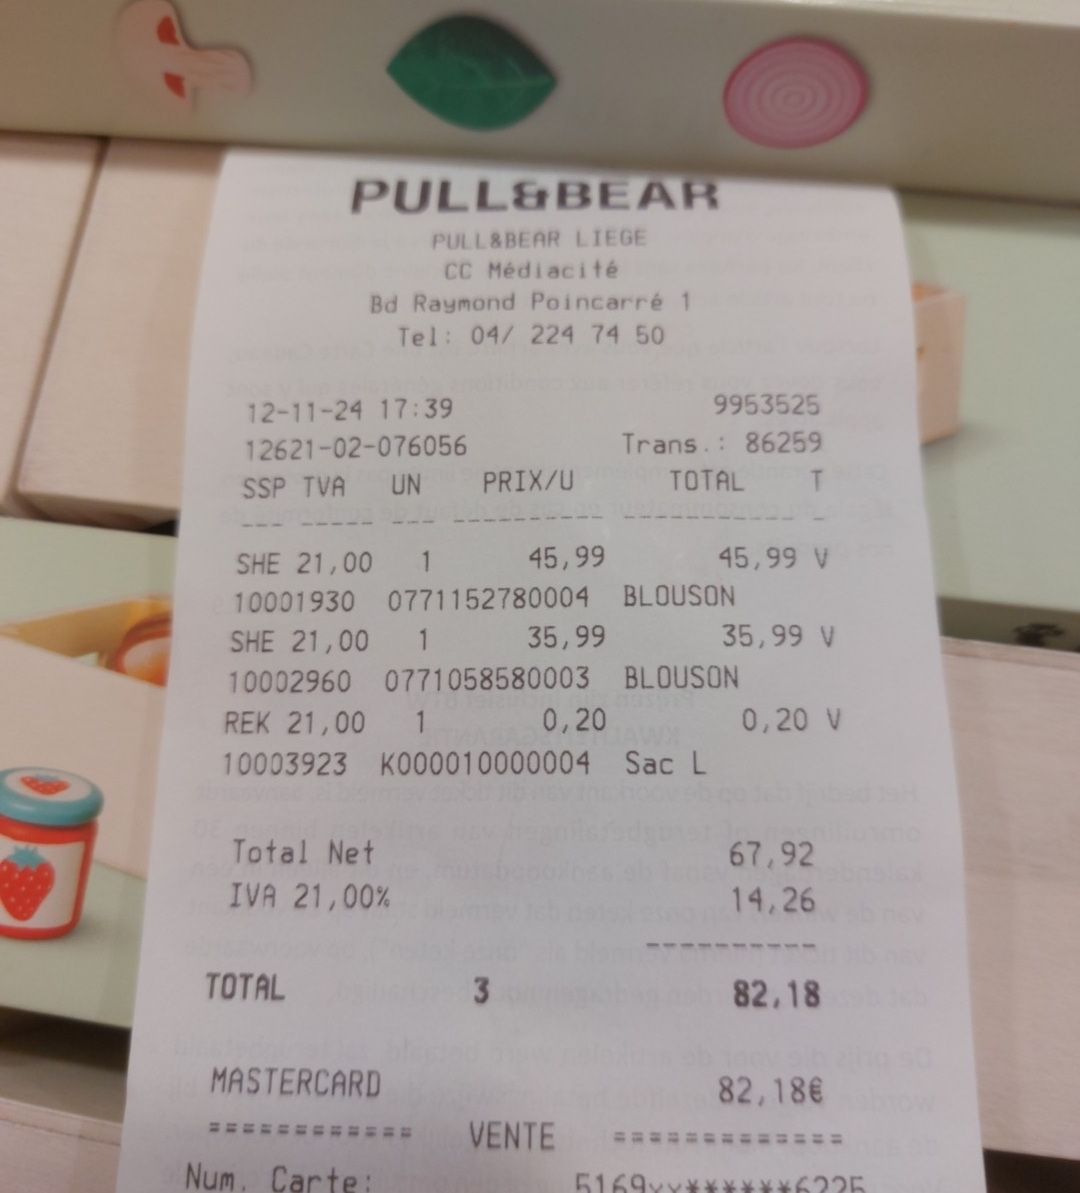 PULL&BEAR
PULL&BEAR LIEGE
CC Médiacité
Bd Raymond Poincarré 1
Tel: 04/ 224 74 50
12-11-24 17:39 9953525
12621-02-076056 Trans.: 86259
SSP TVA UN PRIX/U TOTAL T
SHE 21,00 1 45,99 45,99 V
10001930 0771152780004 BLOUSON
SHE 21,00 1 35,99 35,99 V
10002960 0771058580003 BLOUSON
REK 21,00 1 0,20 0,20 V
10003923 K000010000004 Sac L
Total Net 67,92
IVA 21,00% 14,26
TOTAL 3 82,18
MASTERCARD 82,18€
============ VENTE =============
Num. Carte: